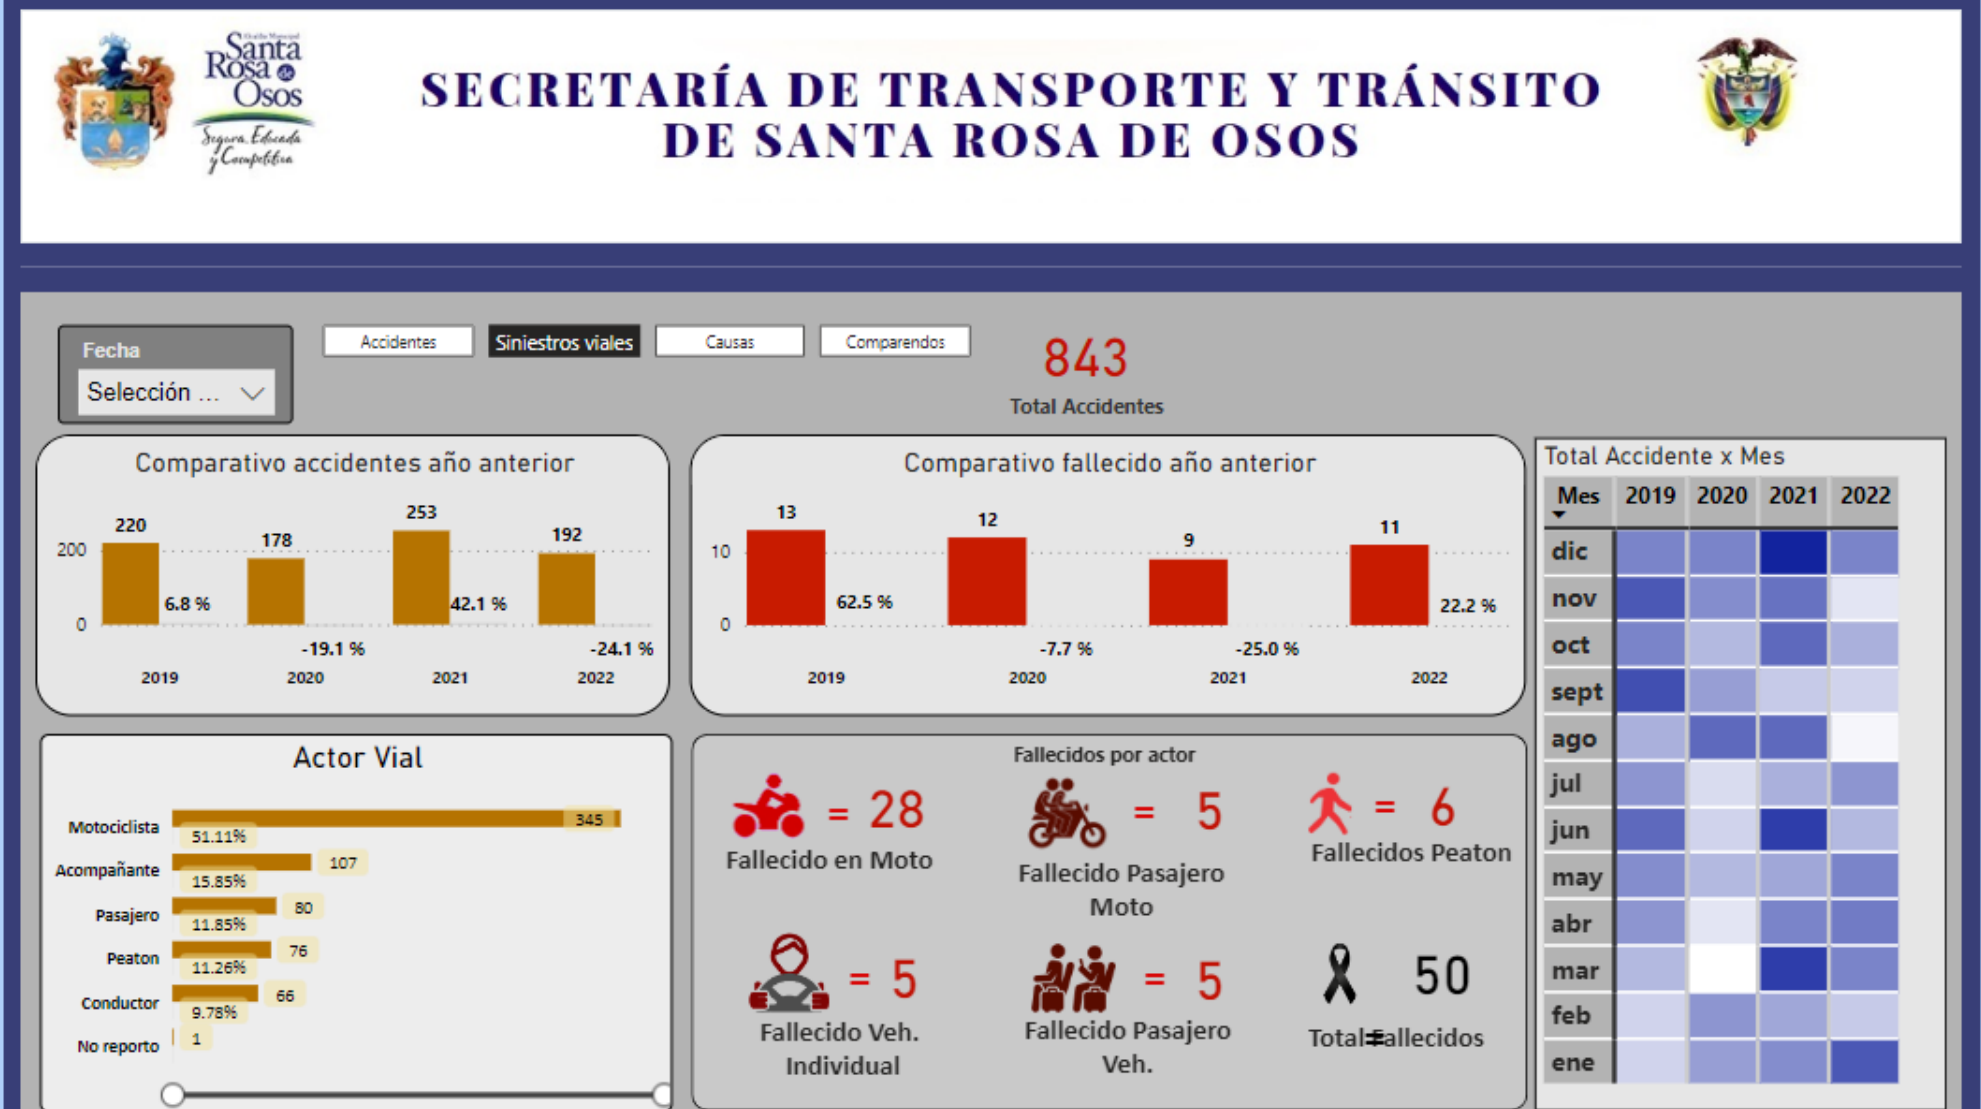 Santa
Rosa de
Osos
Segura, Educada
y Competitiva
SECRETARÍA DE TRANSPORTE Y TRÁNSITO
DE SANTA ROSA DE OSOS
Fecha
Selección ...
Accidentes
Siniestros viales
Causas
Comparendos
843
Total Accidentes
Comparativo accidentes año anterior
220
178
253
192
200
0
6.8 %
-19.1 %
42.1 %
-24.1 %
2019
2020
2021
2022
Comparativo fallecido año anterior
13
12
9
11
10
0
62.5 %
-7.7 %
-25.0 %
22.2 %
2019
2020
2021
2022
Total Accidente x Mes
Mes 2019 2020 2021 2022
dic
nov
oct
sept
ago
jul
jun
may
abr
mar
feb
ene
Actor Vial
Motociclista 345
51.11%
Acompañante 107
15.85%
Pasajero 80
11.85%
Peaton 76
11.26%
Conductor 66
9.78%
No reporto 1
Fallecidos por actor
= 28
Fallecido en Moto
= 5
Fallecido Pasajero
Moto
= 6
Fallecidos Peaton
= 5
Fallecido Veh.
Individual
= 5
Fallecido Pasajero
Veh.
50
Total Fallecidos